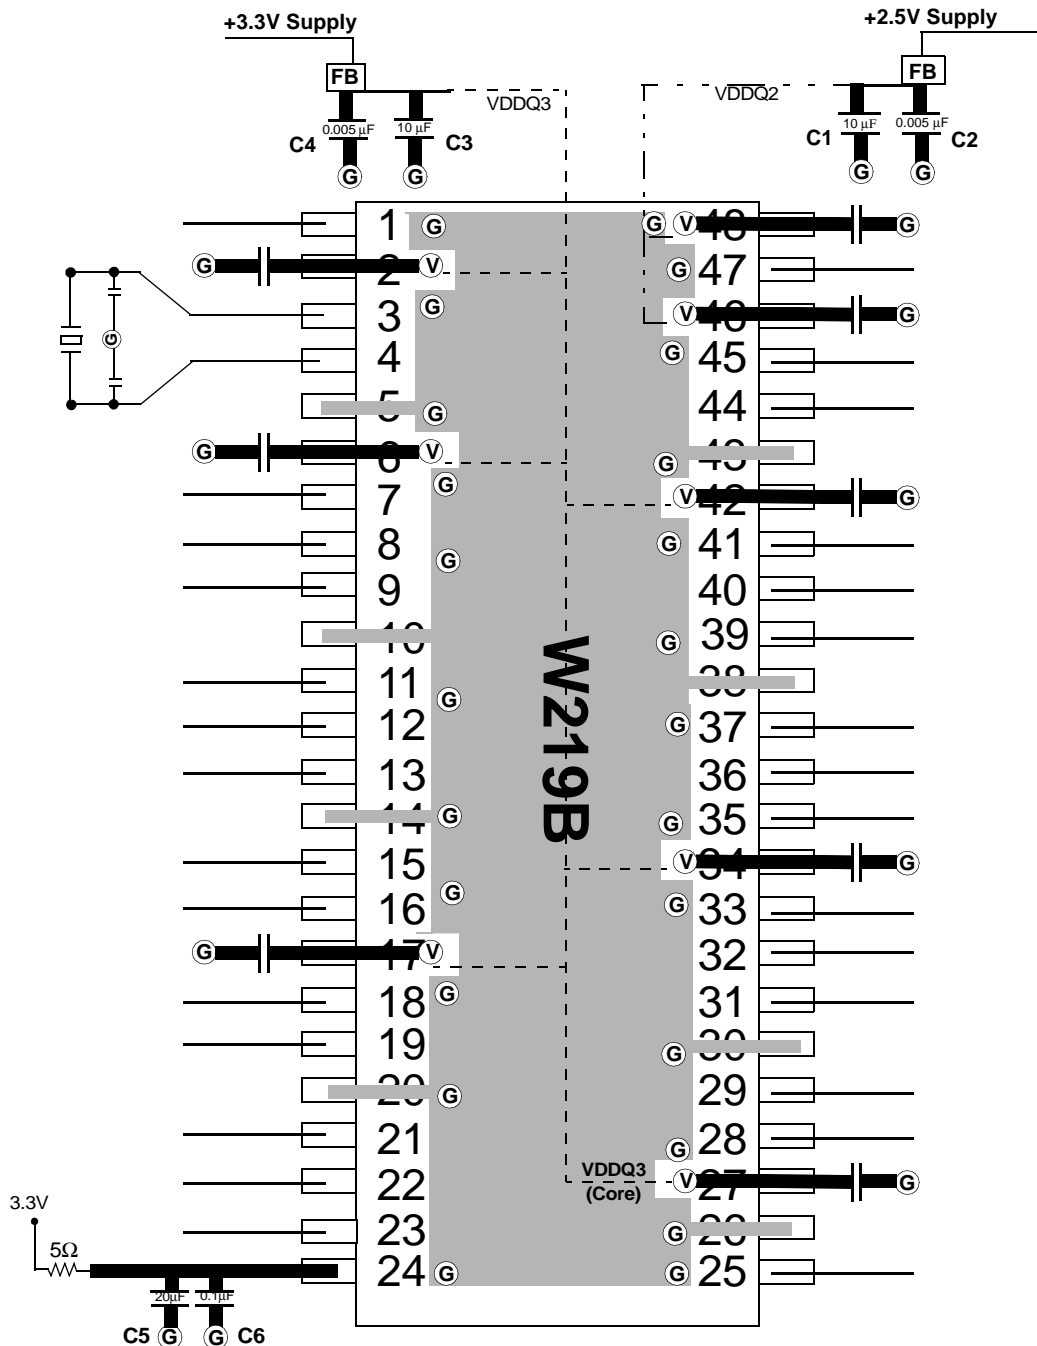 +3.3V Supply
+2.5V Supply
FB
FB
VDDQ3
VDDQ2
0.005 µF
10 µF
10 µF
0.005 µF
C4
C3
C1
C2
G
G
G
G
1
G
G
V
48
G
G
2
V
G
47
3
G
V
46
G
G
4
G
45
5
G
44
G
6
V
G
43
7
G
V
42
G
8
G
G
41
9
40
10
G
39
11
G
38
12
G
37
13
36
14
G
G
35
15
V
34
G
16
G
G
33
G
17
V
32
18
G
31
19
G
30
20
G
29
21
G
28
22
VDDQ3
(Core)
V
27
G
23
G
26
24
G
G
25
W219B
3.3V
5Ω
20µF
0.1µF
C5
G
G
C6